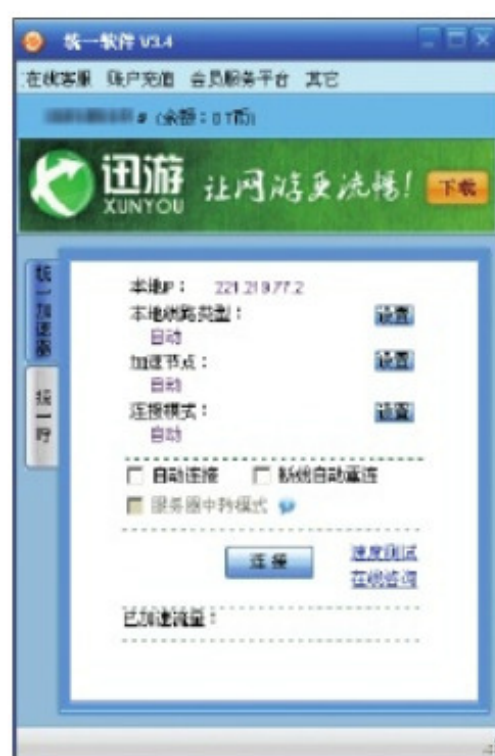 统一软件 V3.4
在线客服 账户充值 会员服务平台 其它
(余额:0T币)
迅游
XUNYOU
让网游更流畅!
下载
统一加速器
统一
本地IP: 221.219.77.2
本地线路类型: 设置
自动
加速节点: 设置
自动
连接模式: 设置
自动
自动连接 断线自动重连
服务器中转模式
连接
速度测试
在线咨询
已加速流量: